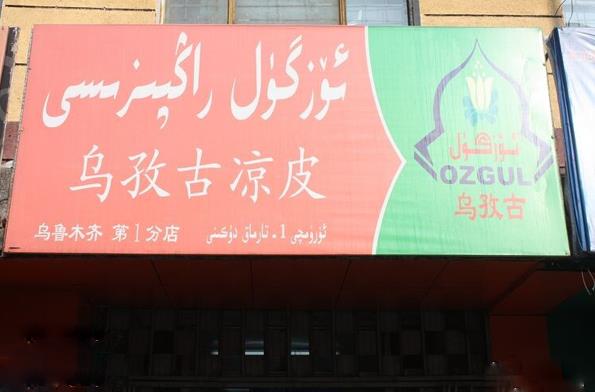 ئۆزگۈل راڭپىزىسى
乌孜古凉皮
乌鲁木齐 第1分店 ئۈرۈمچى 1 - تارماق دۇكىنى
ئۆزگۈل
OZGUL
乌孜古